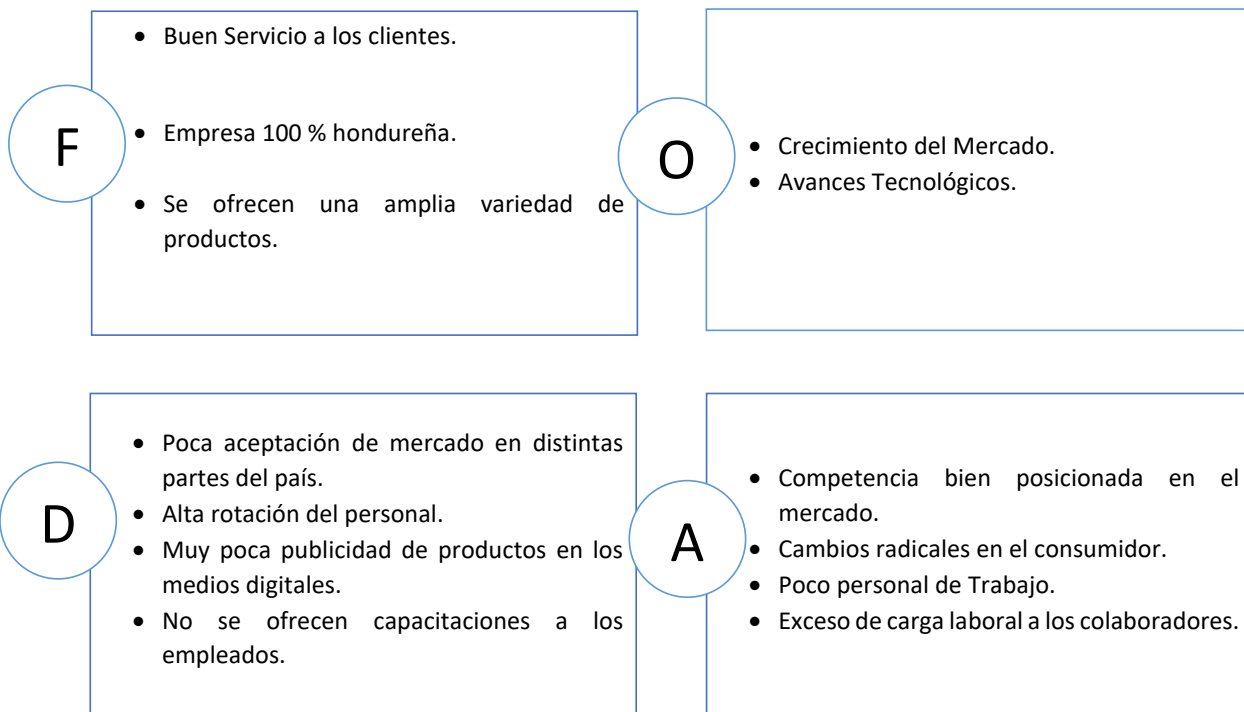 F
• Buen Servicio a los clientes.
• Empresa 100 % hondureña.
• Se ofrecen una amplia variedad de
productos.
O
• Crecimiento del Mercado.
• Avances Tecnológicos.
D
• Poca aceptación de mercado en distintas
partes del país.
• Alta rotación del personal.
• Muy poca publicidad de productos en los
medios digitales.
• No se ofrecen capacitaciones a los
empleados.
A
• Competencia bien posicionada en el
mercado.
• Cambios radicales en el consumidor.
• Poco personal de Trabajo.
• Exceso de carga laboral a los colaboradores.